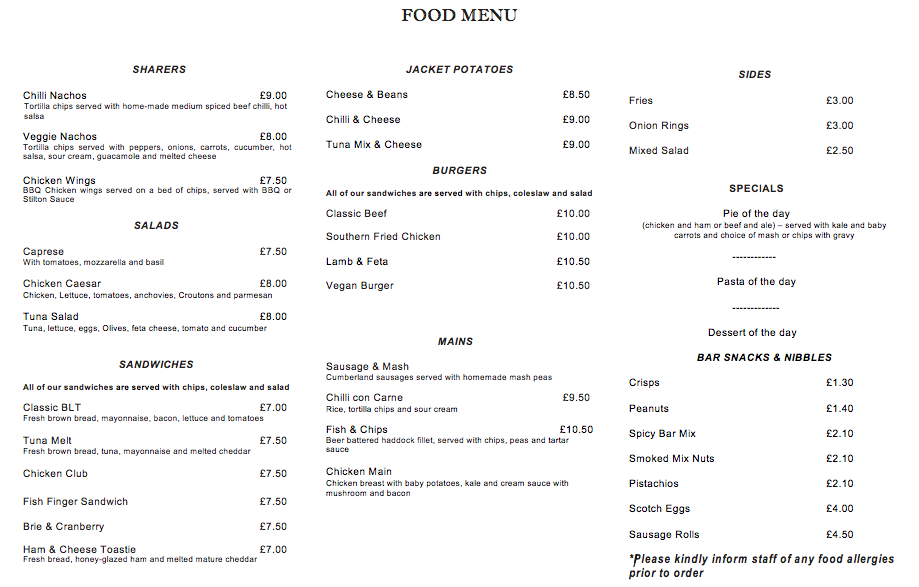 FOOD MENU
SHARERS
Chilli Nachos £9.00
Tortilla chips served with home-made medium spiced beef chilli, hot
salsa
Veggie Nachos £8.00
Tortilla chips served with peppers, onions, carrots, cucumber, hot
salsa, sour cream, guacamole and melted cheese
Chicken Wings £7.50
BBQ Chicken wings served on a bed of chips, served with BBQ or
Stilton Sauce
SALADS
Caprese £7.50
With tomatoes, mozzarella and basil
Chicken Caesar £8.00
Chicken, Lettuce, tomatoes, anchovies, Croutons and parmesan
Tuna Salad £8.00
Tuna, lettuce, eggs, Olives, feta cheese, tomato and cucumber
SANDWICHES
All of our sandwiches are served with chips, coleslaw and salad
Classic BLT £7.00
Fresh brown bread, mayonnaise, bacon, lettuce and tomatoes
Tuna Melt £7.50
Fresh brown bread, tuna, mayonnaise and melted cheddar
Chicken Club £7.50
Fish Finger Sandwich £7.50
Brie & Cranberry £7.50
Ham & Cheese Toastie £7.00
Fresh bread, honey-glazed ham and melted mature cheddar
JACKET POTATOES
Cheese & Beans £8.50
Chilli & Cheese £9.00
Tuna Mix & Cheese £9.00
BURGERS
All of our sandwiches are served with chips, coleslaw and salad
Classic Beef £10.00
Southern Fried Chicken £10.00
Lamb & Feta £10.50
Vegan Burger £10.50
MAINS
Sausage & Mash
Cumberland sausages served with homemade mash peas
Chilli con Carne £9.50
Rice, tortilla chips and sour cream
Fish & Chips £10.50
Beer battered haddock fillet, served with chips, peas and tartar
sauce
Chicken Main
Chicken breast with baby potatoes, kale and cream sauce with
mushroom and bacon
SIDES
Fries £3.00
Onion Rings £3.00
Mixed Salad £2.50
SPECIALS
Pie of the day
(chicken and ham or beef and ale) – served with kale and baby
carrots and choice of mash or chips with gravy
------------
Pasta of the day
-------------
Dessert of the day
BAR SNACKS & NIBBLES
Crisps £1.30
Peanuts £1.40
Spicy Bar Mix £2.10
Smoked Mix Nuts £2.10
Pistachios £2.10
Scotch Eggs £4.00
Sausage Rolls £4.50
*Please kindly inform staff of any food allergies
prior to order